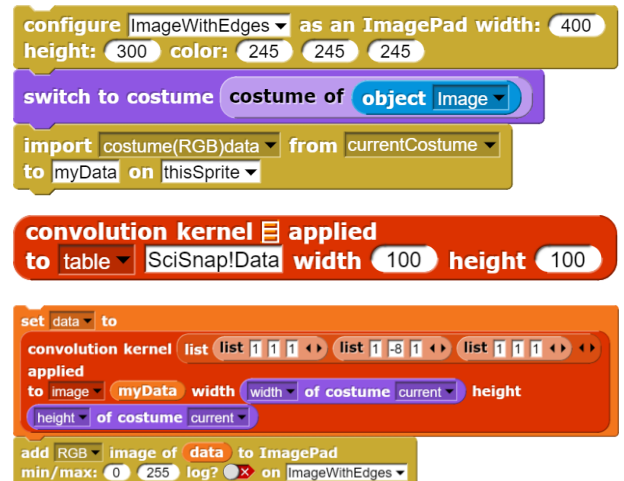 configure ImageWithEdges as an ImagePad width: 400
height: 300 color: 245 245 245
switch to costume costume of object Image
import costume(RGB)data from currentCostume
to myData on thisSprite
convolution kernel applied
to table SciSnap!Data width 100 height 100
set data to
convolution kernel list list 1 1 1 list 1 -8 1 list 1 1 1
applied
to image myData width width of costume current height
height of costume current
add RGB image of data to ImagePad
min/max: 0 255 log? on ImageWithEdges